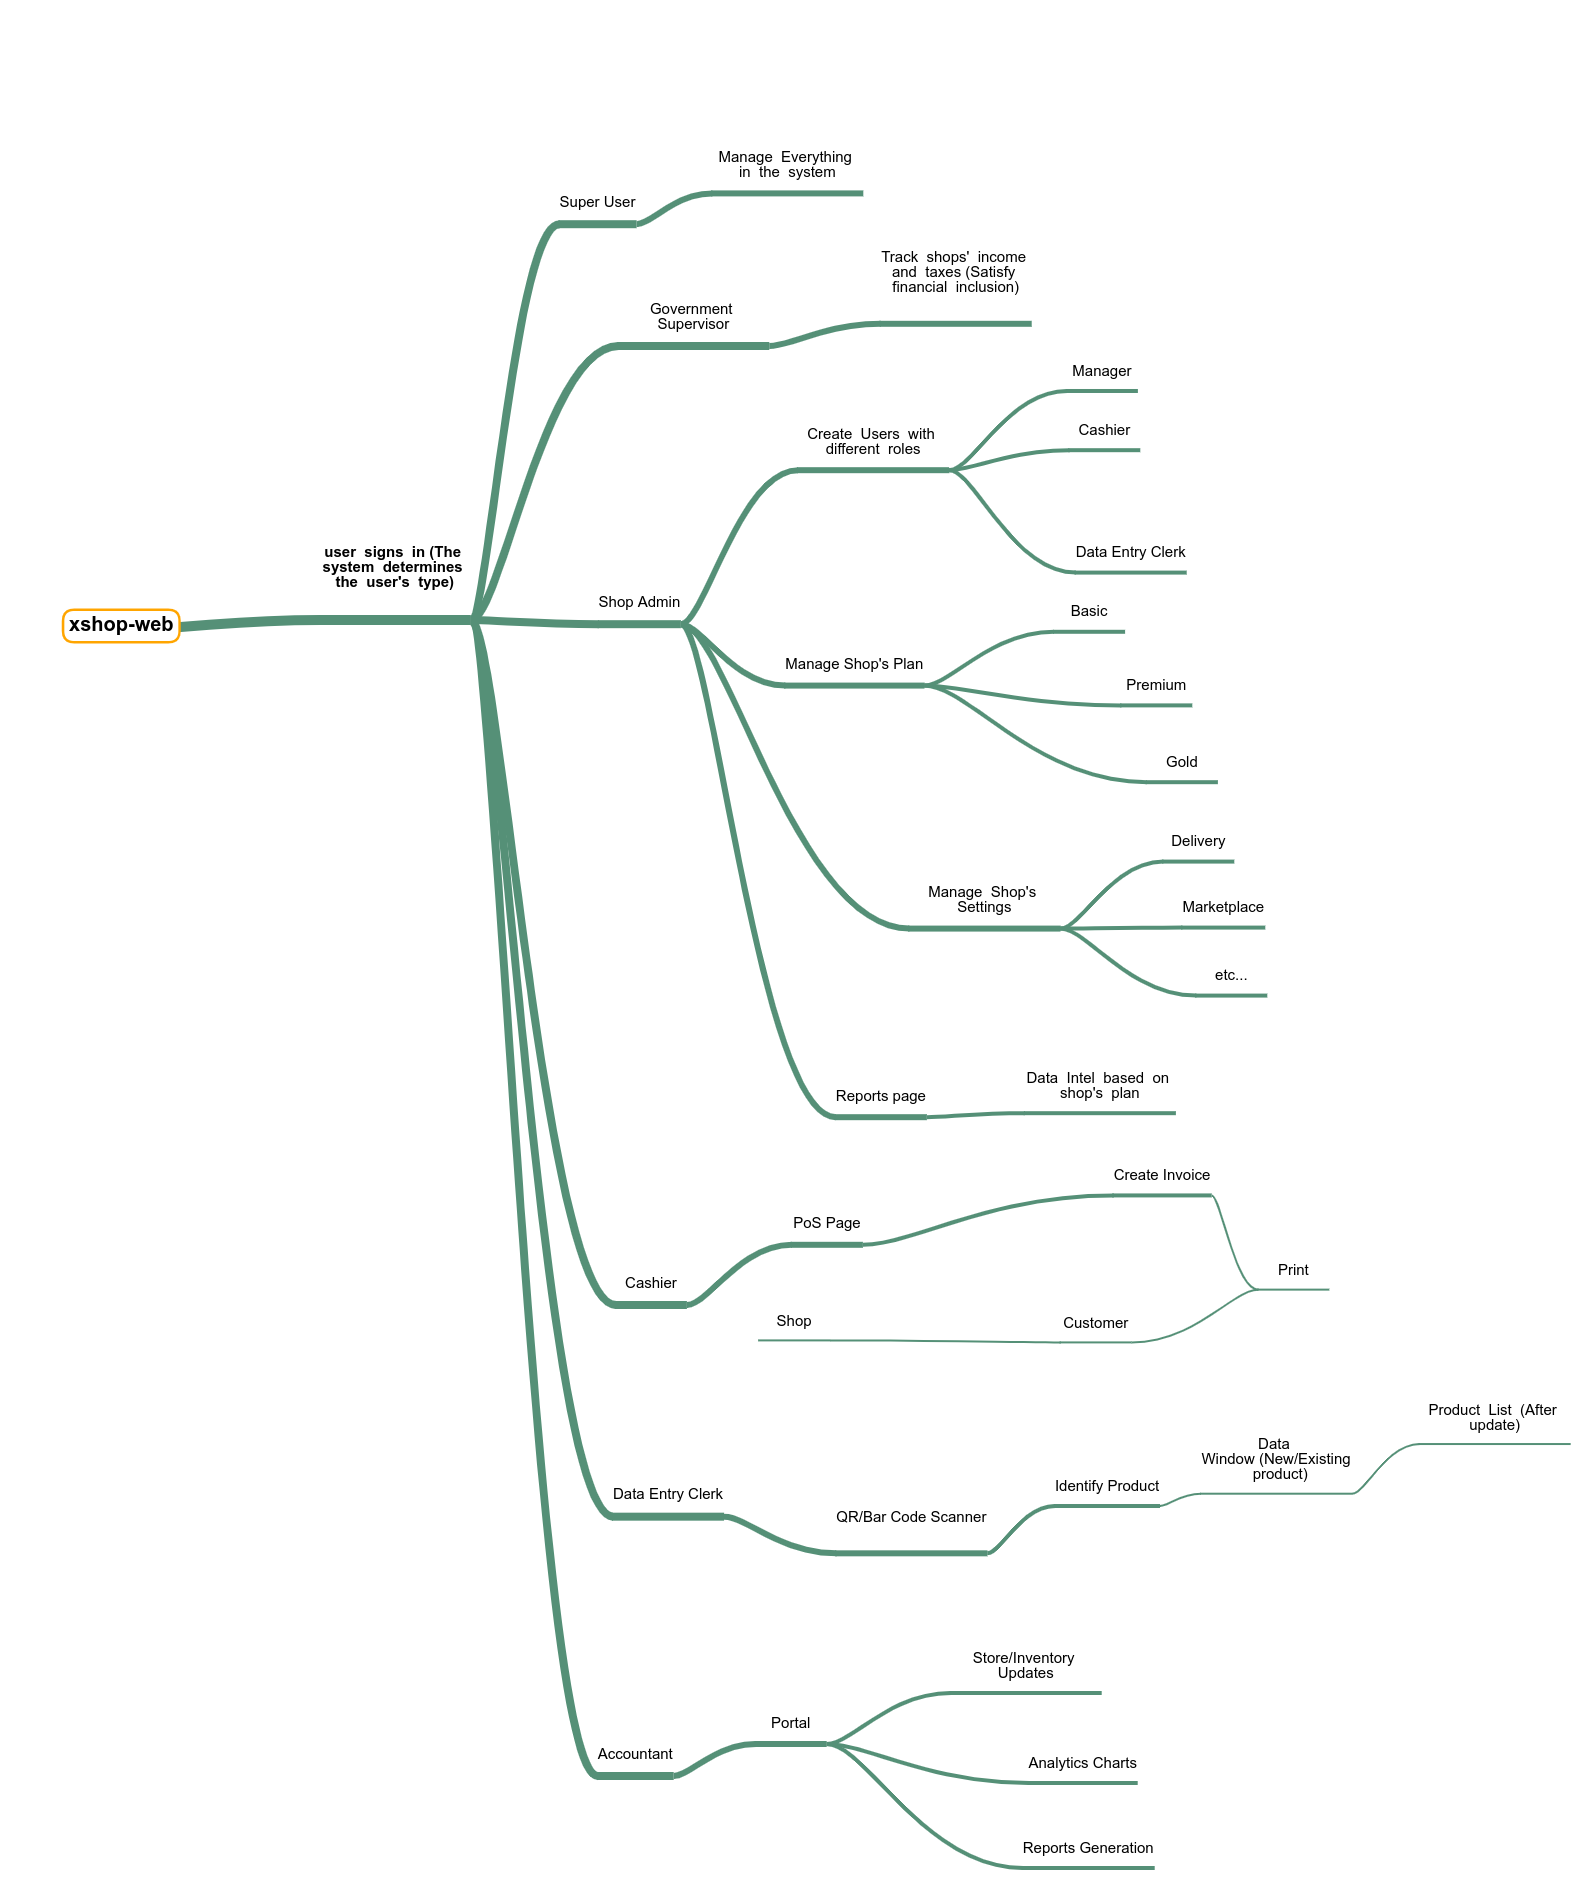 Manage Everything
in the system
Super User
Track shops' income
and taxes (Satisfy
financial inclusion)
Government
Supervisor
Manager
Create Users with
different roles
Cashier
Data Entry Clerk
user signs in (The
system determines
the user's type)
xshop-web
Shop Admin
Basic
Manage Shop's Plan
Premium
Gold
Delivery
Manage Shop's
Settings
Marketplace
etc...
Reports page
Data Intel based on
shop's plan
Create Invoice
PoS Page
Cashier
Print
Shop
Customer
Product List (After
update)
Data
Window (New/Existing
product)
Identify Product
Data Entry Clerk
QR/Bar Code Scanner
Store/Inventory
Updates
Portal
Accountant
Analytics Charts
Reports Generation